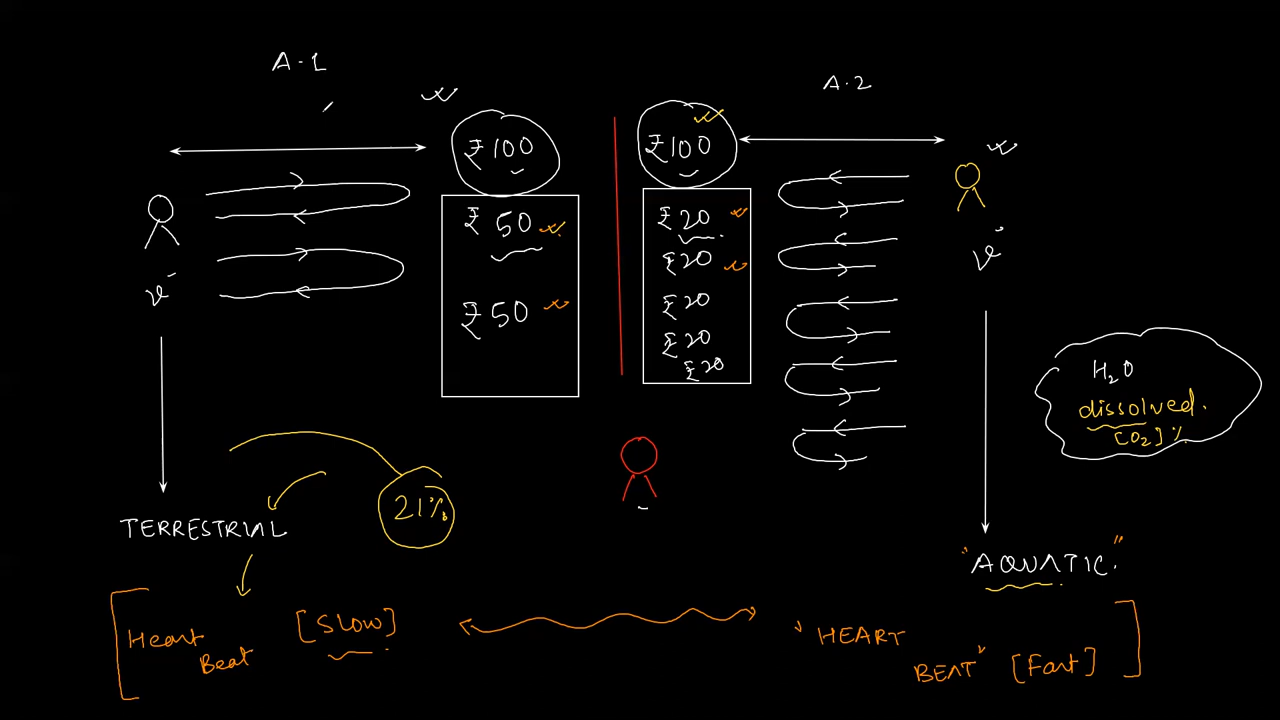 A-1
A-2
₹100
₹100
₹50
₹50
₹20
₹20
₹20
₹20
₹20
H₂O
dissolved.
[O₂]%
21%
TERRESTRIAL
"AQUATIC."
Heart
Beat
[Slow]
"HEART
BEAT"
[Fast]